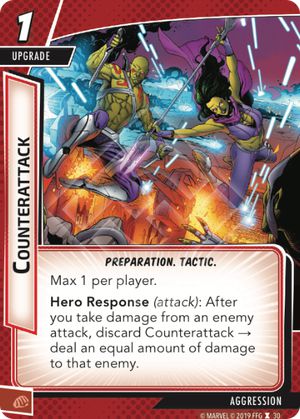 1
UPGRADE
COUNTERATTACK
PREPARATION. TACTIC.
Max 1 per player.
Hero Response (attack): After
you take damage from an enemy
attack, discard Counterattack →
deal an equal amount of damage
to that enemy.
AGGRESSION
© MARVEL © 2019 FFG 30